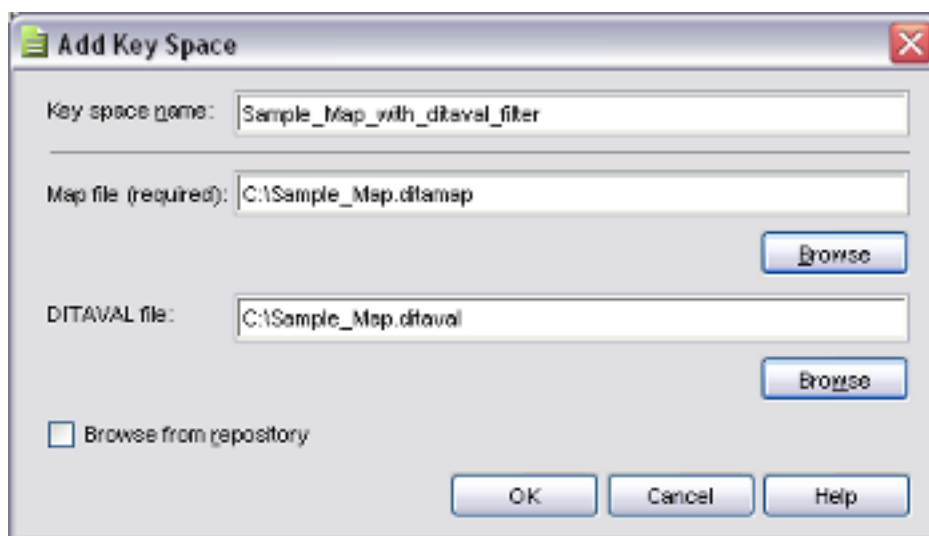 Add Key Space
Key space name: Sample_Map_with_ditaval_filter
Map file (required): C:\Sample_Map.ditamap
Browse
DITAVAL file: C:\Sample_Map.ditaval
Browse
Browse from repository
OK Cancel Help